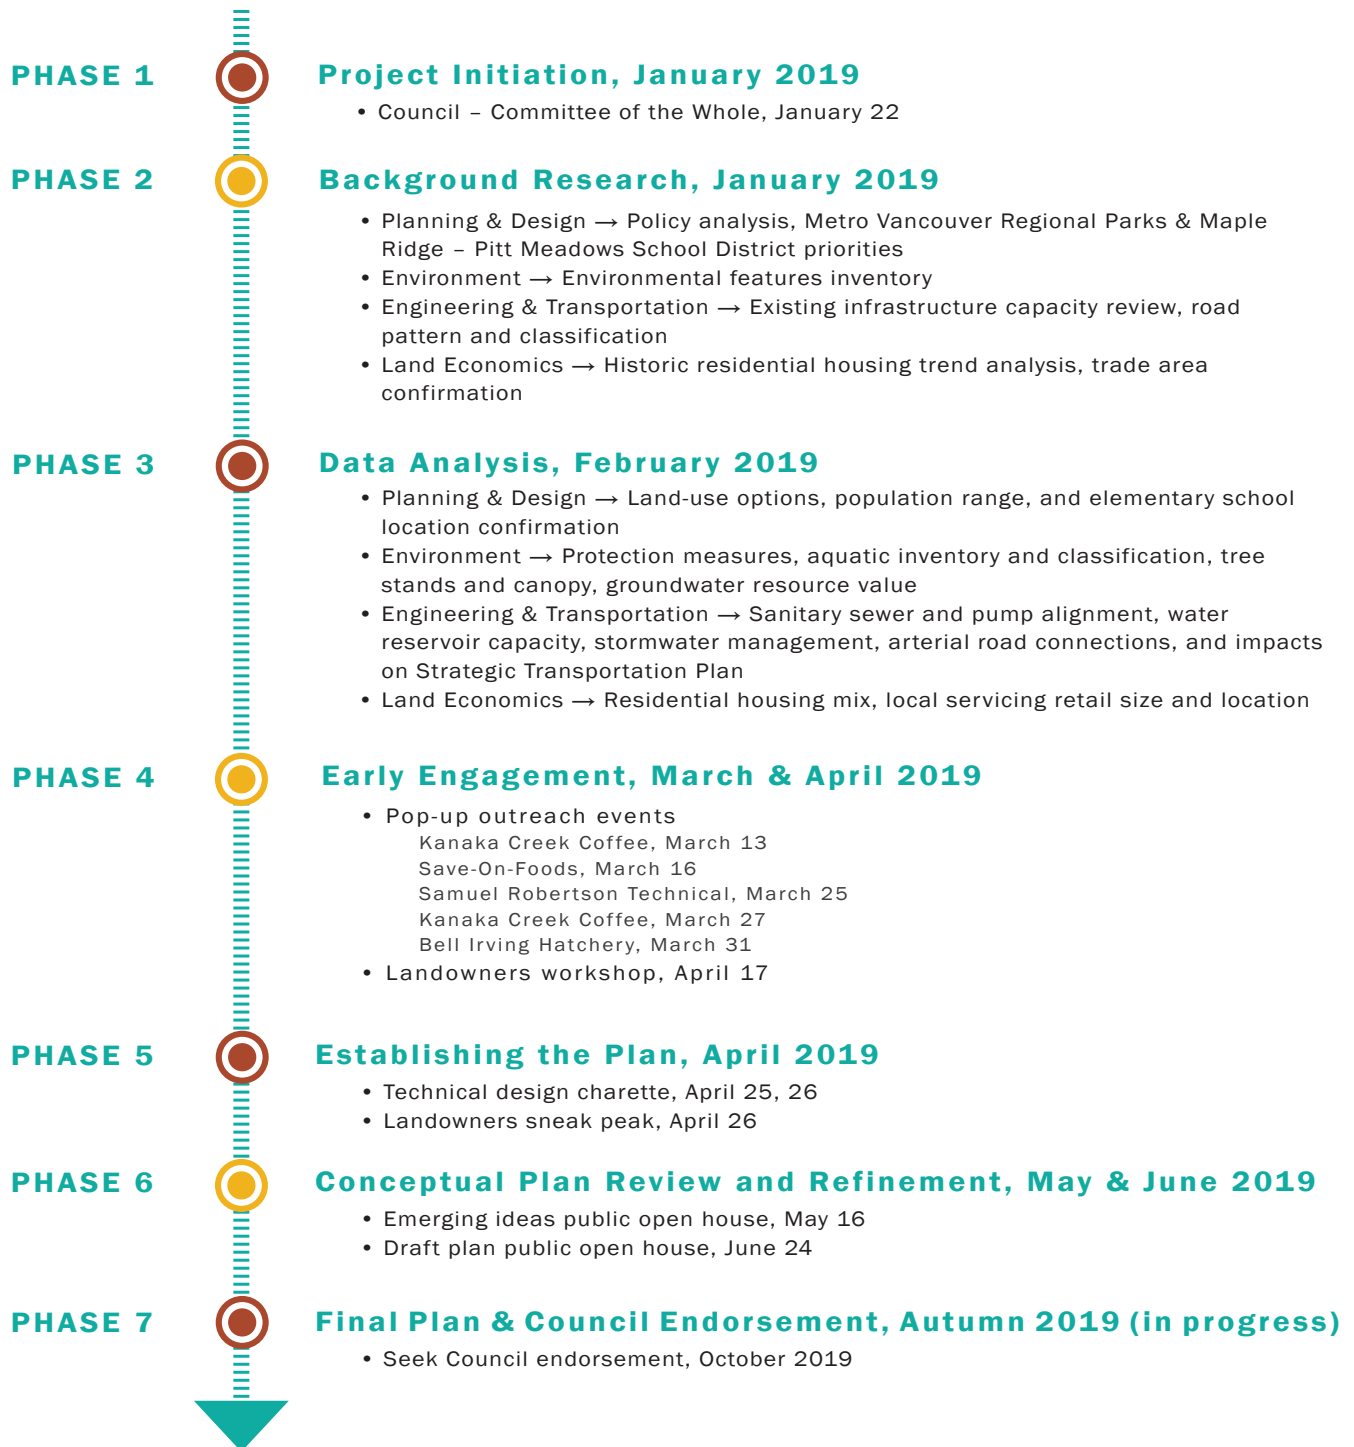 PHASE 1
Project Initiation, January 2019
• Council – Committee of the Whole, January 22
PHASE 2
Background Research, January 2019
• Planning & Design → Policy analysis, Metro Vancouver Regional Parks & Maple
Ridge – Pitt Meadows School District priorities
• Environment → Environmental features inventory
• Engineering & Transportation → Existing infrastructure capacity review, road
pattern and classification
• Land Economics → Historic residential housing trend analysis, trade area
confirmation
PHASE 3
Data Analysis, February 2019
• Planning & Design → Land-use options, population range, and elementary school
location confirmation
• Environment → Protection measures, aquatic inventory and classification, tree
stands and canopy, groundwater resource value
• Engineering & Transportation → Sanitary sewer and pump alignment, water
reservoir capacity, stormwater management, arterial road connections, and impacts
on Strategic Transportation Plan
• Land Economics → Residential housing mix, local servicing retail size and location
PHASE 4
Early Engagement, March & April 2019
• Pop-up outreach events
Kanaka Creek Coffee, March 13
Save-On-Foods, March 16
Samuel Robertson Technical, March 25
Kanaka Creek Coffee, March 27
Bell Irving Hatchery, March 31
• Landowners workshop, April 17
PHASE 5
Establishing the Plan, April 2019
• Technical design charette, April 25, 26
• Landowners sneak peak, April 26
PHASE 6
Conceptual Plan Review and Refinement, May & June 2019
• Emerging ideas public open house, May 16
• Draft plan public open house, June 24
PHASE 7
Final Plan & Council Endorsement, Autumn 2019 (in progress)
• Seek Council endorsement, October 2019